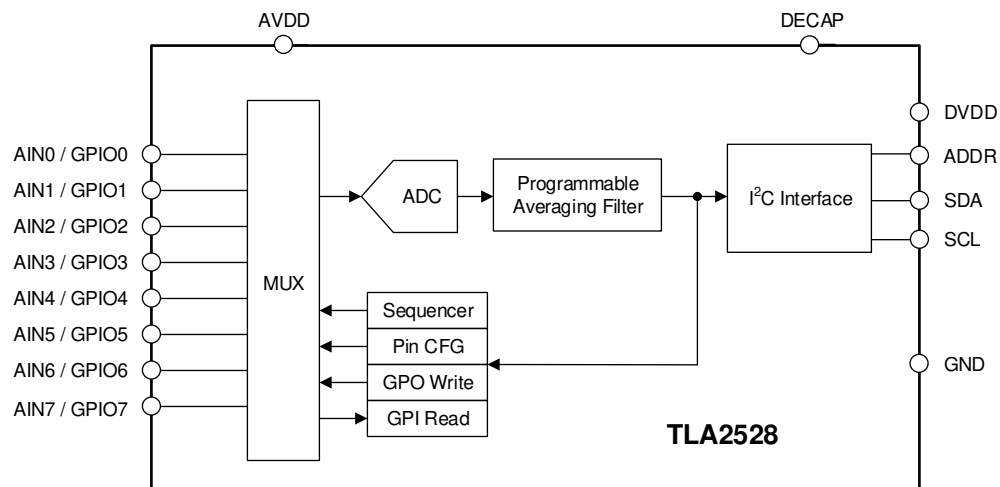 AVDD
DECAP
DVDD
AIN0 / GPIO0
ADDR
AIN1 / GPIO1
ADC
Programmable
Averaging Filter
I²C Interface
SDA
AIN2 / GPIO2
SCL
AIN3 / GPIO3
MUX
AIN4 / GPIO4
Sequencer
AIN5 / GPIO5
Pin CFG
AIN6 / GPIO6
GPO Write
GND
AIN7 / GPIO7
GPI Read
TLA2528